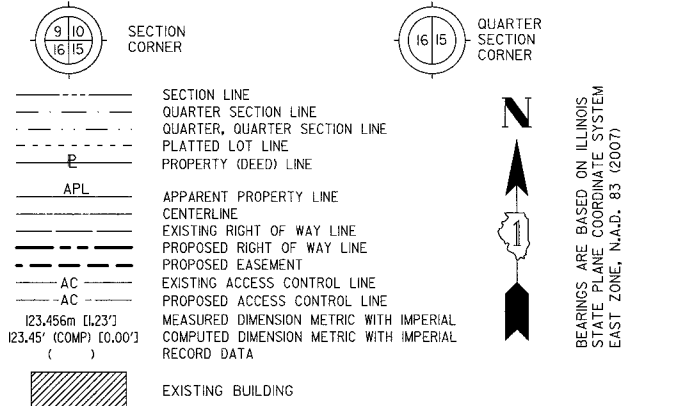 9 10
16 15
SECTION
CORNER
16 15
QUARTER
SECTION
CORNER
SECTION LINE
QUARTER SECTION LINE
QUARTER, QUARTER SECTION LINE
PLATTED LOT LINE
PL PROPERTY (DEED) LINE
APL APPARENT PROPERTY LINE
CENTERLINE
EXISTING RIGHT OF WAY LINE
PROPOSED RIGHT OF WAY LINE
PROPOSED EASEMENT
AC EXISTING ACCESS CONTROL LINE
AC PROPOSED ACCESS CONTROL LINE
123.456m [1.23'] MEASURED DIMENSION METRIC WITH IMPERIAL
123.45' (COMP) [0.00'] COMPUTED DIMENSION METRIC WITH IMPERIAL
( ) RECORD DATA
EXISTING BUILDING
N
1
BEARINGS ARE BASED ON ILLINOIS
STATE PLANE COORDINATE SYSTEM
EAST ZONE, N.A.D. 83 (2007)